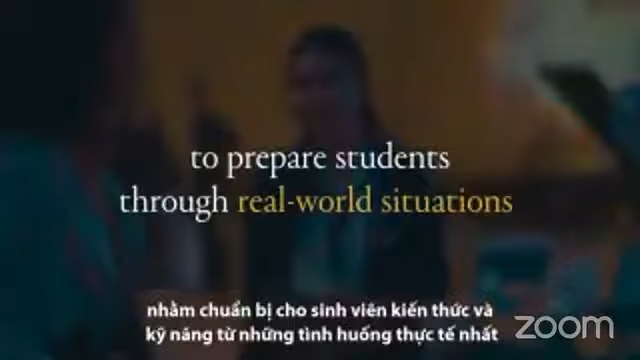 to prepare students
through real-world situations
nhằm chuẩn bị cho sinh viên kiến thức và
kỹ năng từ những tình huống thực tế nhất
zoom